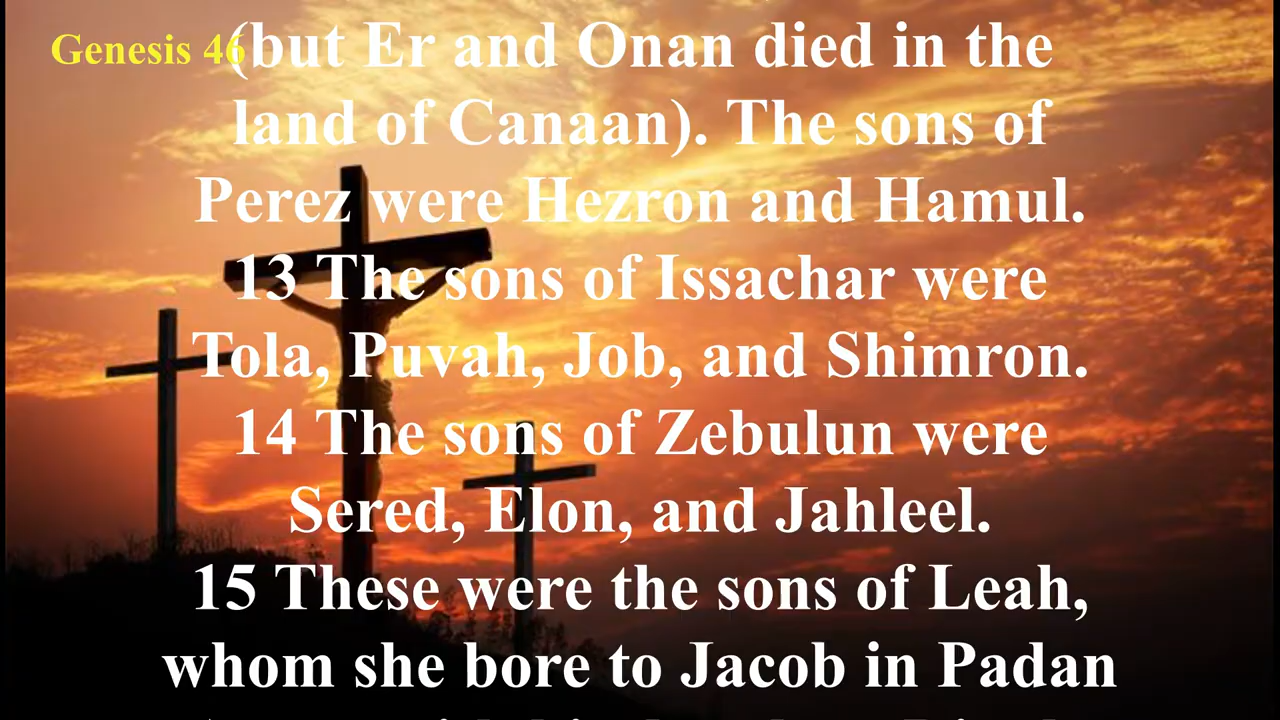 Genesis 46
(but Er and Onan died in the
land of Canaan). The sons of
Perez were Hezron and Hamul.
13 The sons of Issachar were
Tola, Puvah, Job, and Shimron.
14 The sons of Zebulun were
Sered, Elon, and Jahleel.
15 These were the sons of Leah,
whom she bore to Jacob in Padan